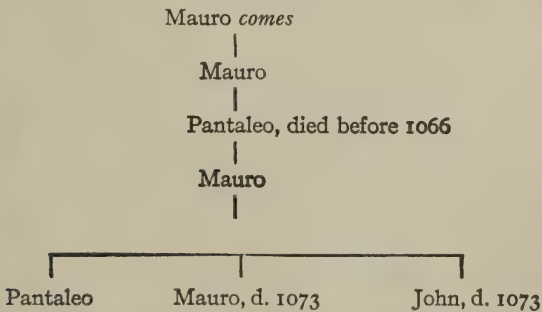 Mauro comes
Mauro
Pantaleo, died before 1066
Mauro
Pantaleo Mauro, d. 1073 John, d. 1073